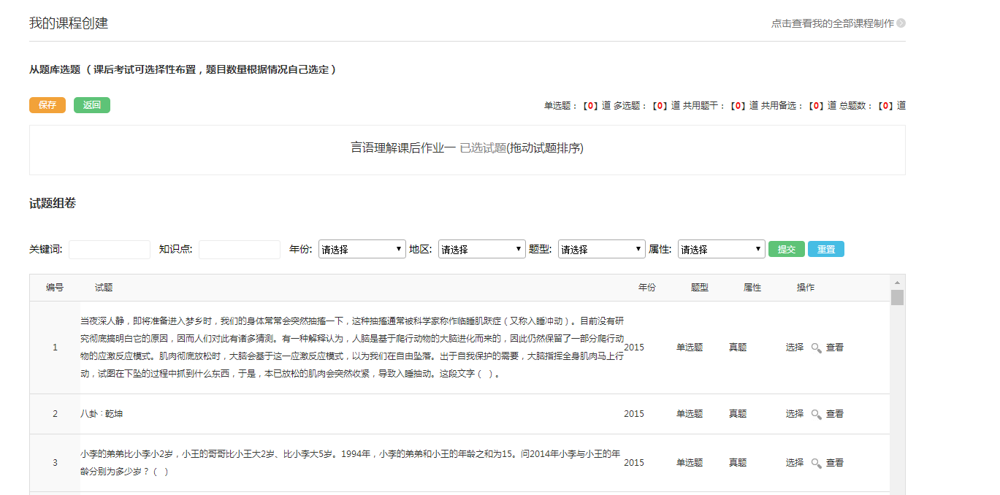 我的课程创建
点击查看我的全部课程制作
从题库选题（课后考试可选择性布置，题目数量根据情况自己选定）
保存 返回
单选题：【0】道 多选题：【0】道 共用题干：【0】道 共用备选：【0】道 总题数：【0】道
言语理解课后作业一 已选试题(拖动试题排序)
试题组卷
关键词: 知识点: 年份: 请选择 地区: 请选择 题型: 请选择 属性: 请选择 提交 重置
编号 试题 年份 题型 属性 操作
当夜深人静，即将准备进入梦乡时，我们的身体常常会突然抽搐一下，这种抽搐通常被科学家称作临睡肌跃症（又称入睡冲动）。目前没有研
究彻底搞明白它的原因，因而人们对此有诸多猜测。有一种解释认为，人脑是基于爬行动物的大脑进化而来的，因此仍然保留了一部分爬行动
1 2015 单选题 真题 选择 查看
物的应激反应模式。肌肉彻底放松时，大脑会基于这一应激反应模式，以为我们在自由坠落。出于自我保护的需要，大脑指挥全身肌肉马上行
动，试图在下坠的过程中抓到什么东西，于是，本已放松的肌肉会突然收紧，导致入睡抽动。这段文字（ ）。
2 八卦：乾坤 2015 单选题 真题 选择 查看
小李的弟弟比小李小2岁，小王的哥哥比小王大2岁、比小李大5岁。1994年，小李的弟弟和小王的年龄之和为15。问2014年小李与小王的年
3 2015 单选题 真题 选择 查看
龄分别为多少岁？（ ）